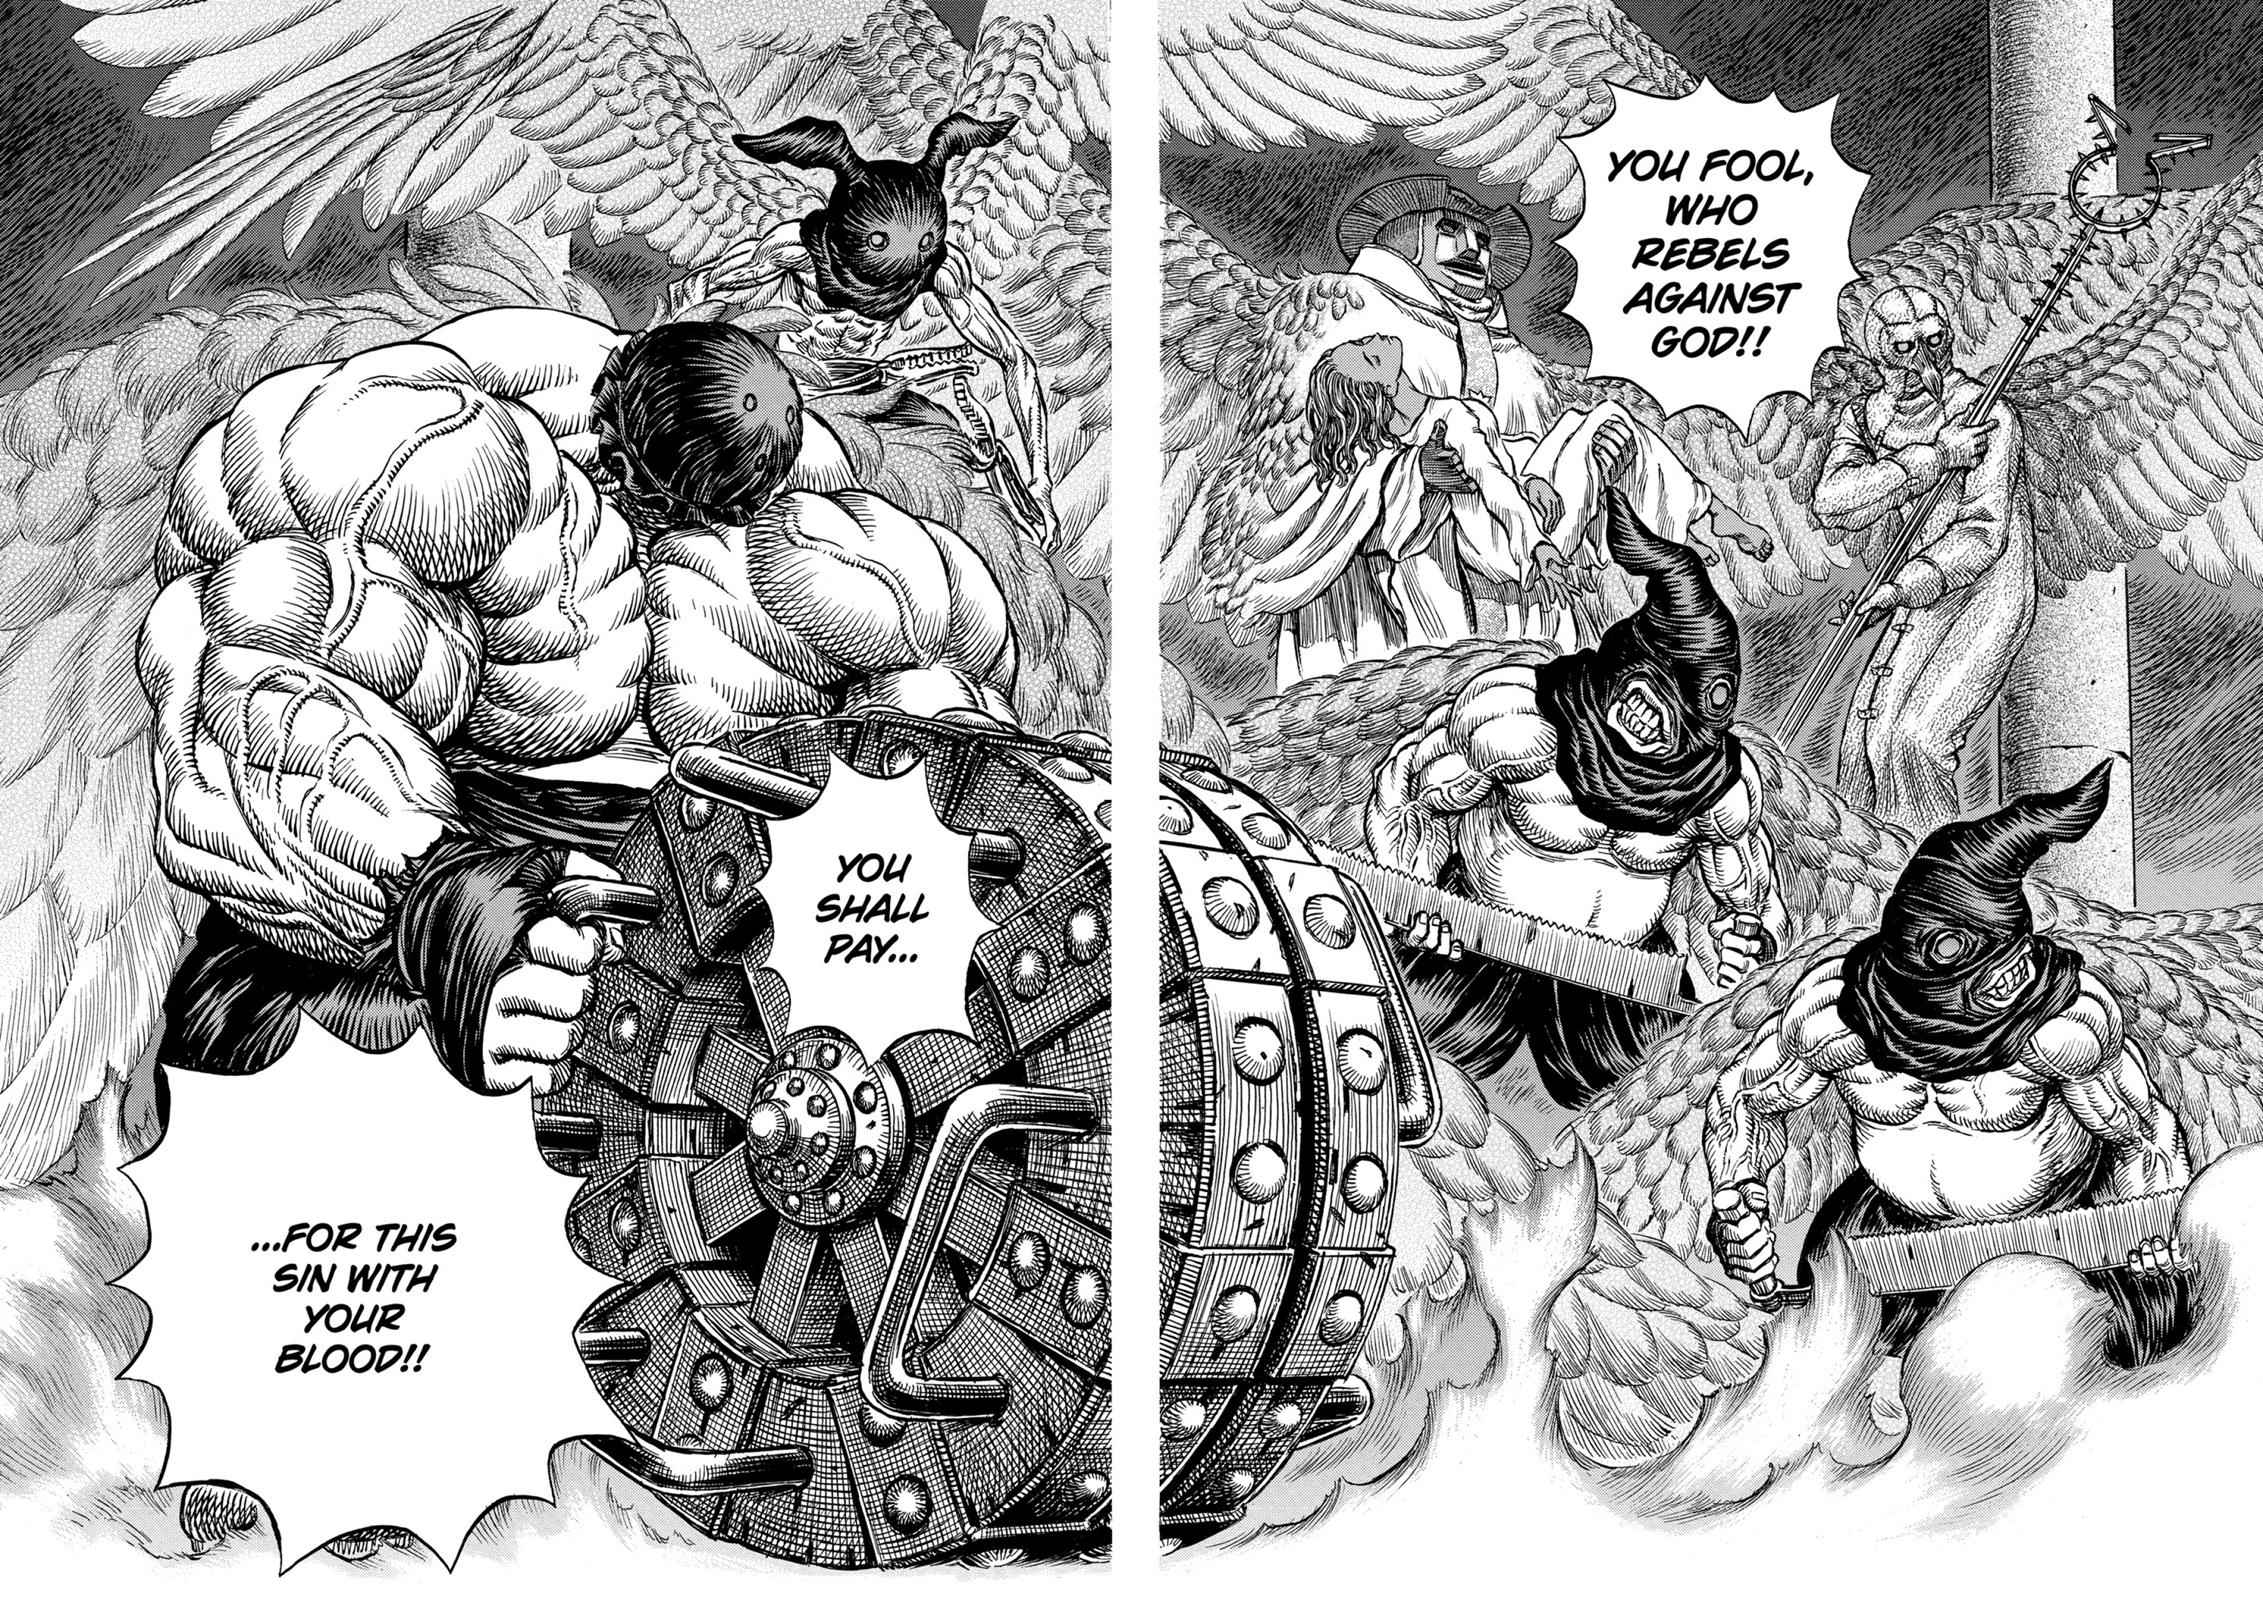 YOU FOOL,
WHO
REBELS
AGAINST
GOD!!
YOU
SHALL
PAY...
...FOR THIS
SIN WITH
YOUR
BLOOD!!